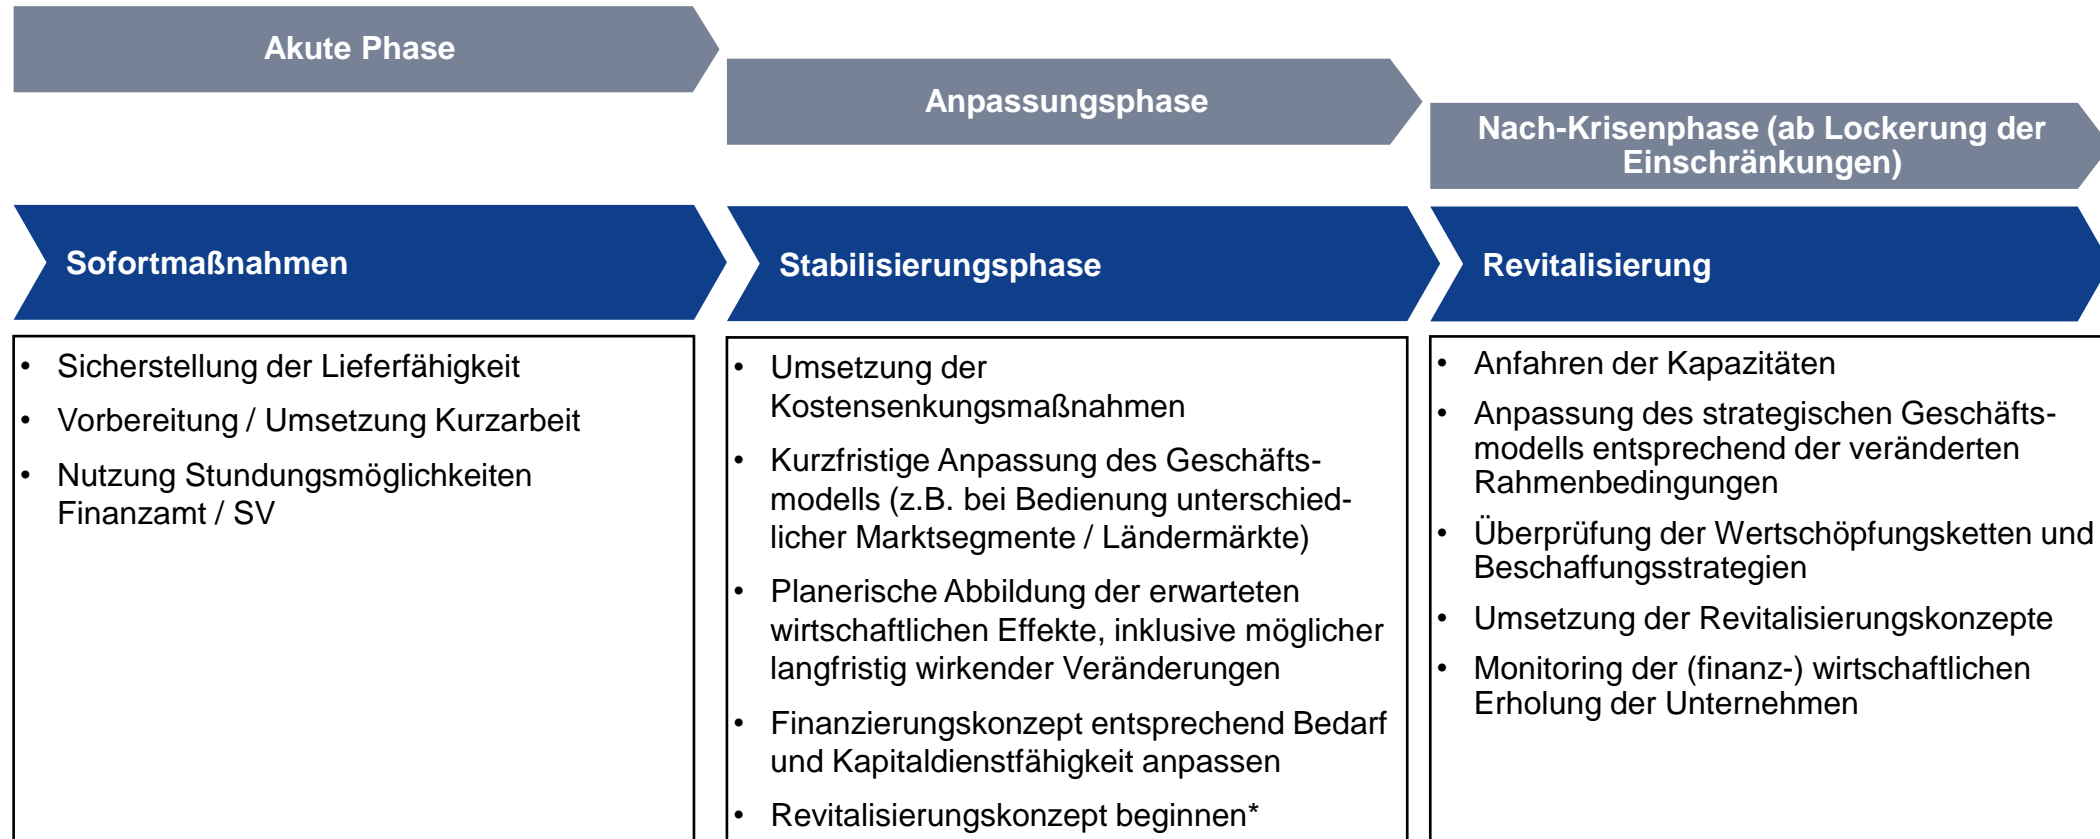 Akute Phase
Anpassungsphase
Nach-Krisenphase (ab Lockerung der
Einschränkungen)
Sofortmaßnahmen
Stabilisierungsphase
Revitalisierung
• Sicherstellung der Lieferfähigkeit
• Vorbereitung / Umsetzung Kurzarbeit
• Nutzung Stundungsmöglichkeiten
Finanzamt / SV
• Umsetzung der
Kostensenkungsmaßnahmen
• Kurzfristige Anpassung des Geschäfts-
modells (z.B. bei Bedienung unterschied-
licher Marktsegmente / Ländermärkte)
• Planerische Abbildung der erwarteten
wirtschaftlichen Effekte, inklusive möglicher
langfristig wirkender Veränderungen
• Finanzierungskonzept entsprechend Bedarf
und Kapitaldienstfähigkeit anpassen
• Revitalisierungskonzept beginnen*
• Anfahren der Kapazitäten
• Anpassung des strategischen Geschäfts-
modells entsprechend der veränderten
Rahmenbedingungen
• Überprüfung der Wertschöpfungsketten und
Beschaffungsstrategien
• Umsetzung der Revitalisierungskonzepte
• Monitoring der (finanz-) wirtschaftlichen
Erholung der Unternehmen